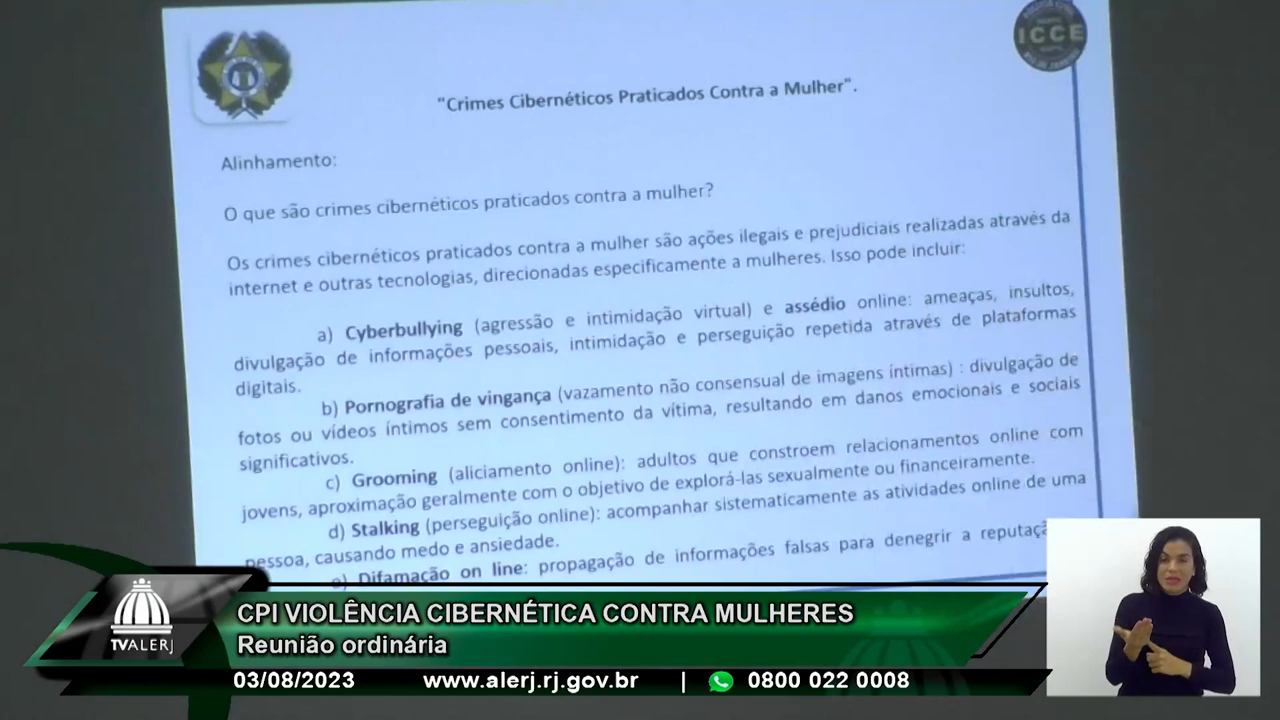 ICCE
"Crimes Cibernéticos Praticados Contra a Mulher".
Alinhamento:
O que são crimes cibernéticos praticados contra a mulher?
Os crimes cibernéticos praticados contra a mulher são ações ilegais e prejudiciais realizadas através da
internet e outras tecnologias, direcionadas especificamente a mulheres. Isso pode incluir:
a) Cyberbullying (agressão e intimidação virtual) e assédio online: ameaças, insultos,
divulgação de informações pessoais, intimidação e perseguição repetida através de plataformas
digitais.
b) Pornografia de vingança (vazamento não consensual de imagens íntimas) : divulgação de
fotos ou vídeos íntimos sem consentimento da vítima, resultando em danos emocionais e sociais
significativos.
c) Grooming (aliciamento online): adultos que constroem relacionamentos online com
jovens, aproximação geralmente com o objetivo de explorá-las sexualmente ou financeiramente.
d) Stalking (perseguição online): acompanhar sistematicamente as atividades online de uma
pessoa, causando medo e ansiedade.
e) Difamação on line: propagação de informações falsas para denegrir a
TVALERJ
CPI VIOLÊNCIA CIBERNÉTICA CONTRA MULHERES
Reunião ordinária
03/08/2023 www.alerj.rj.gov.br | 0800 022 0008